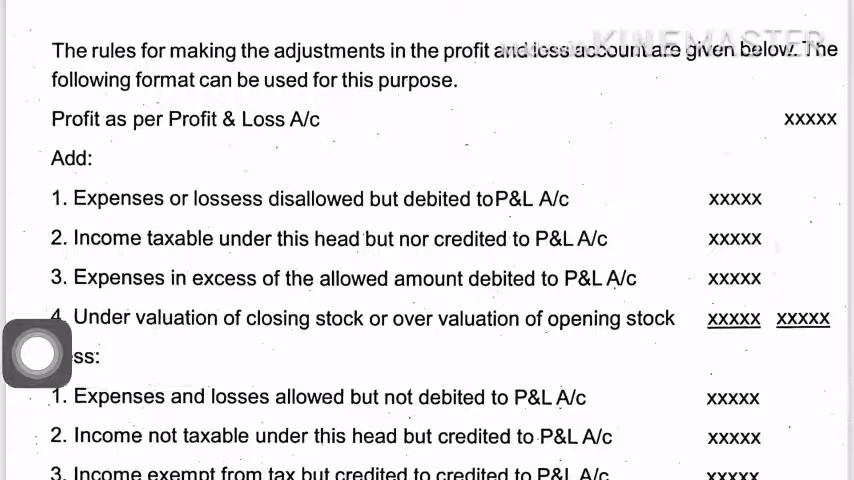 KINEMASTER
The rules for making the adjustments in the profit and loss account are given below. The
following format can be used for this purpose.
Profit as per Profit & Loss A/c xxxxx
Add:
1. Expenses or lossess disallowed but debited to P&L A/c xxxxx
2. Income taxable under this head but nor credited to P&L A/c xxxxx
3. Expenses in excess of the allowed amount debited to P&L A/c xxxxx
4. Under valuation of closing stock or over valuation of opening stock xxxxx xxxxx
ss:
1. Expenses and losses allowed but not debited to P&L A/c xxxxx
2. Income not taxable under this head but credited to P&L A/c xxxxx
3. Income exempt from tax but credited to credited to P&L A/c xxxxx